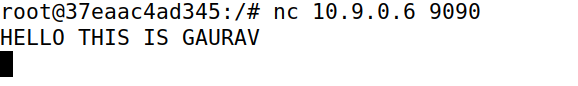 root@37eaac4ad345:/# nc 10.9.0.6 9090
HELLO THIS IS GAURAV